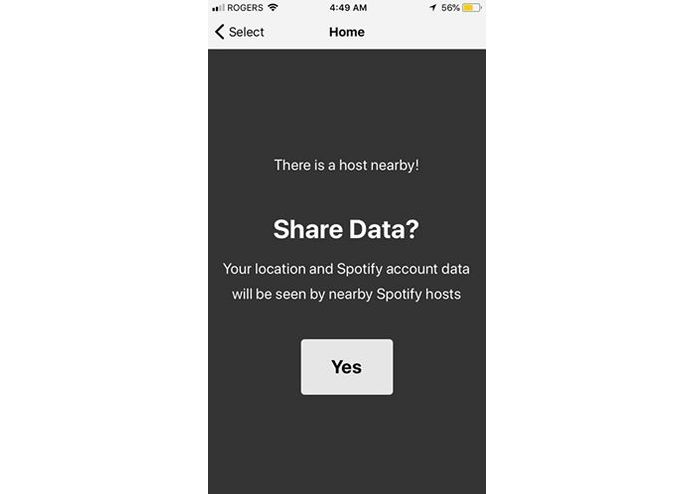 ROGERS 4:49 AM 56%
Select Home
There is a host nearby!
Share Data?
Your location and Spotify account data
will be seen by nearby Spotify hosts
Yes